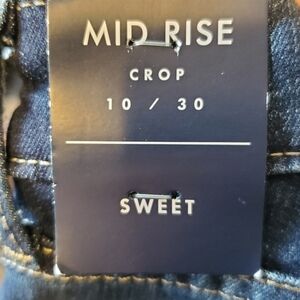 MID RISE
CROP
10 / 30
SWEET